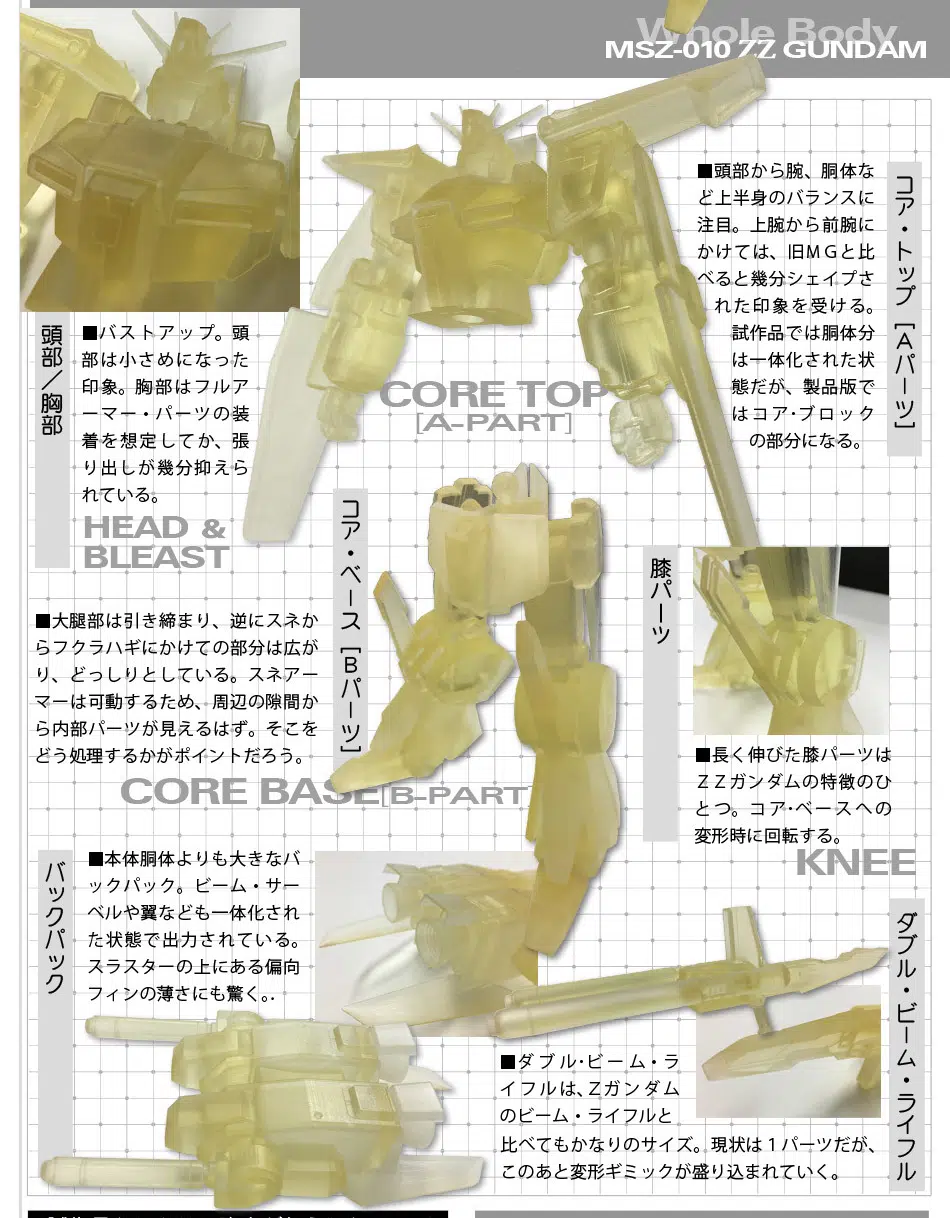 Whole Body
MSZ-010 ZZ GUNDAM
コア・トップ [Aパーツ]
■頭部から腕、胴体な
ど上半身のバランスに
注目。上腕から前腕に
かけては、旧MGと比
べると幾分シェイプさ
れた印象を受ける。
試作品では胴体分
は一体化された状
態だが、製品版で
はコア・ブロック
の部分になる。
CORE TOP
[A-PART]
頭部／胸部
■バストアップ。頭
部は小さめになった
印象。胸部はフルア
ーマー・パーツの装
着を想定してか、張
り出しが幾分抑えら
れている。
HEAD &
BLEAST
コア・ベース [Bパーツ]
■大腿部は引き締まり、逆にスネか
らフクラハギにかけての部分は広が
り、どっしりとしている。スネアー
マーは可動するため、周辺の隙間か
ら内部パーツが見えるはず。そこを
どう処理するかがポイントだろう。
CORE BASE[B-PART]
膝パーツ
■長く伸びた膝パーツは
ZZガンダムの特徴のひ
とつ。コア・ベースへの
変形時に回転する。
KNEE
バックパック
■本体胴体よりも大きなバ
ックパック。ビーム・サー
ベルや翼なども一体化され
た状態で出力されている。
スラスターの上にある偏向
フィンの薄さにも驚く。.
ダブル・ビーム・ライフル
■ダブル・ビーム・ラ
イフルは、Zガンダム
のビーム・ライフルと
比べてもかなりのサイズ。現状は１パーツだが、
このあと変形ギミックが盛り込まれていく。